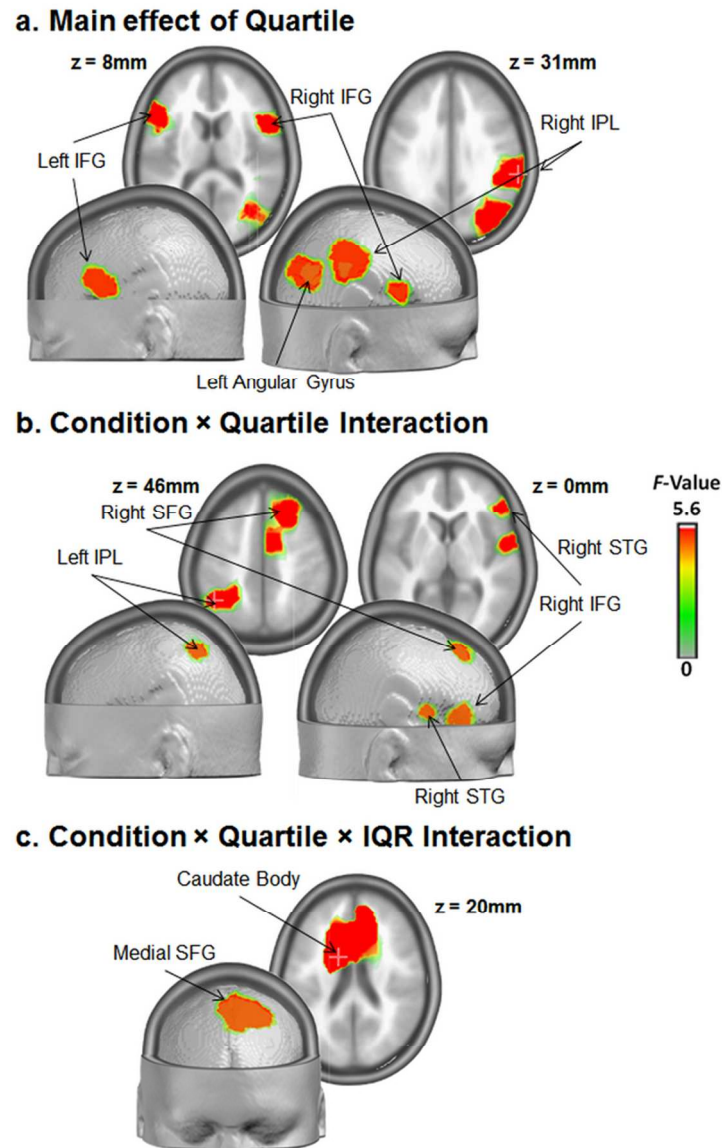 a. Main effect of Quartile
z = 8mm
z = 31mm
Right IFG
Right IPL
Left IFG
Left Angular Gyrus
b. Condition × Quartile Interaction
z = 46mm
z = 0mm
F-Value
5.6
Right SFG
Right STG
Left IPL
Right IFG
0
Right STG
c. Condition × Quartile × IQR Interaction
Caudate Body
z = 20mm
Medial SFG